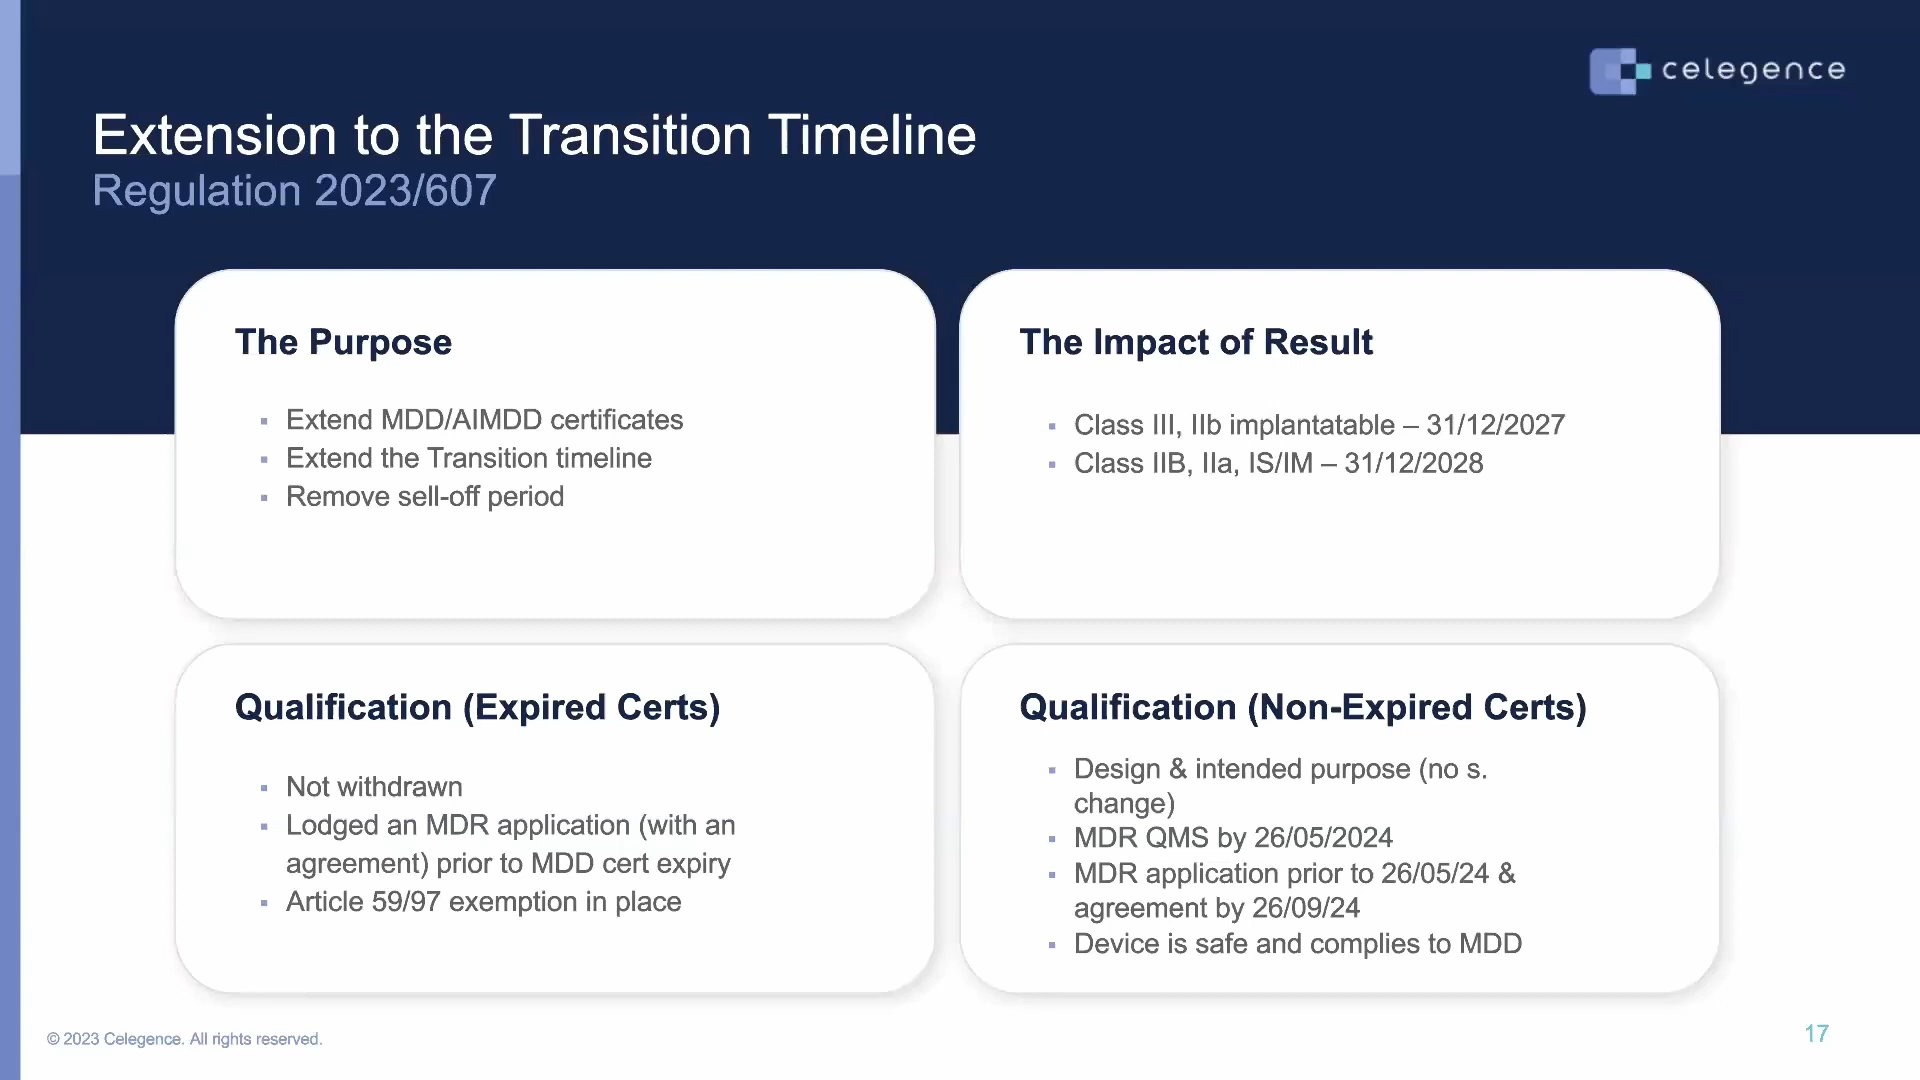 celegence
Extension to the Transition Timeline
Regulation 2023/607
The Purpose
▪ Extend MDD/AIMDD certificates
▪ Extend the Transition timeline
▪ Remove sell-off period
The Impact of Result
▪ Class III, IIb implantatable – 31/12/2027
▪ Class IIB, IIa, IS/IM – 31/12/2028
Qualification (Expired Certs)
▪ Not withdrawn
▪ Lodged an MDR application (with an
agreement) prior to MDD cert expiry
▪ Article 59/97 exemption in place
Qualification (Non-Expired Certs)
▪ Design & intended purpose (no s.
change)
▪ MDR QMS by 26/05/2024
▪ MDR application prior to 26/05/24 &
agreement by 26/09/24
▪ Device is safe and complies to MDD
© 2023 Celegence. All rights reserved.
17